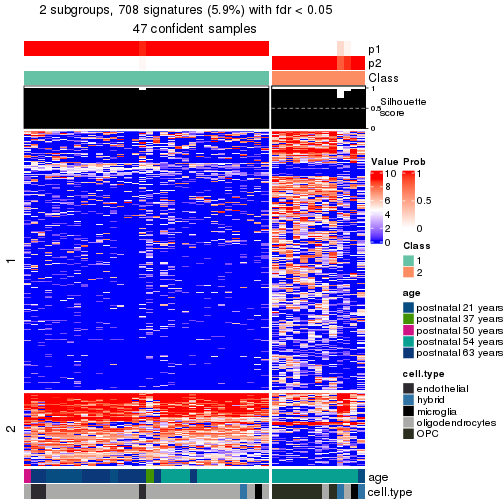 2 subgroups, 708 signatures (5.9%) with fdr < 0.05
47 confident samples
p1
p2
Class
1
0.5
0
Silhouette
score
1
2
Value
10
8
6
4
2
0
Prob
1
0.5
0
Class
1
2
age
postnatal 21 years
postnatal 37 years
postnatal 50 years
postnatal 54 years
postnatal 63 years
cell.type
endothelial
hybrid
microglia
oligodendrocytes
OPC
age
cell.type